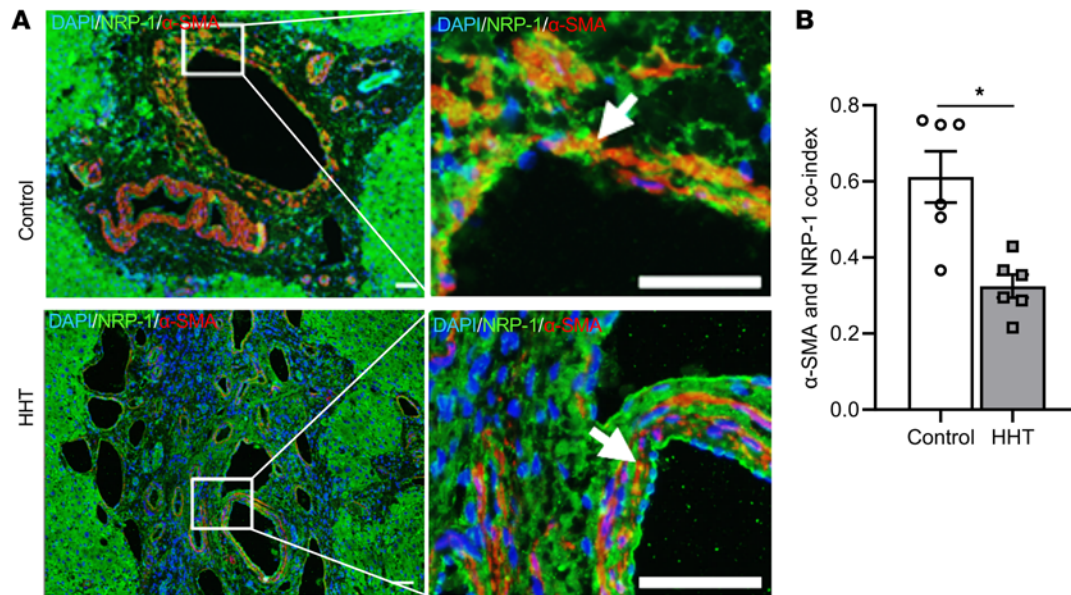 A
DAPI/NRP-1/α-SMA
DAPI/NRP-1/α-SMA
Control
DAPI/NRP-1/α-SMA
DAPI/NRP-1/α-SMA
HHT
B
*
α-SMA and NRP-1 co-index
0.8
0.6
0.4
0.2
0.0
Control
HHT